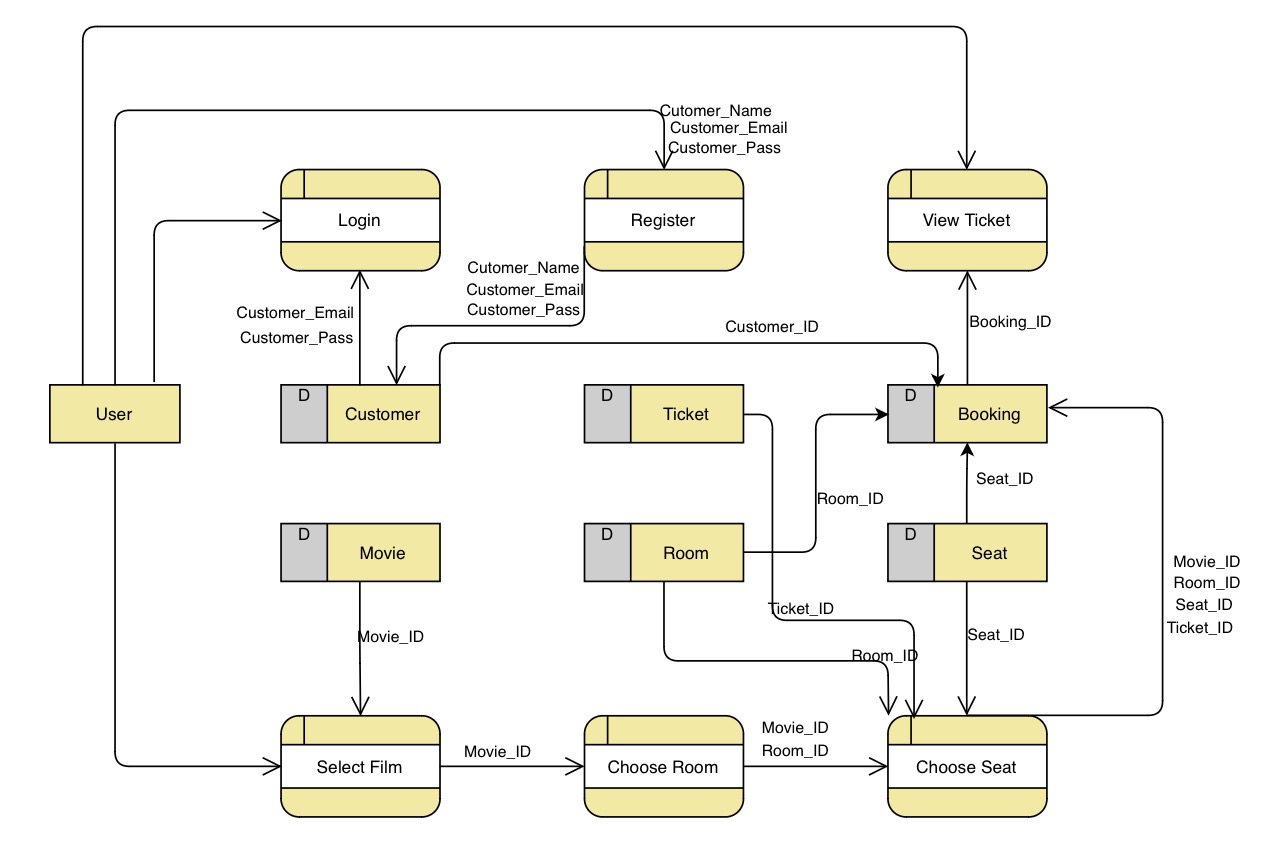 Cutomer_Name
Customer_Email
Customer_Pass
Login
Register
View Ticket
Cutomer_Name
Customer_Email
Customer_Pass
Customer_Email
Customer_Pass
Customer_ID
Booking_ID
User
D
Customer
D
Ticket
D
Booking
Room_ID
Seat_ID
D
Movie
D
Room
D
Seat
Movie_ID
Room_ID
Seat_ID
Ticket_ID
Ticket_ID
Movie_ID
Room_ID
Seat_ID
Select Film
Movie_ID
Choose Room
Movie_ID
Room_ID
Choose Seat